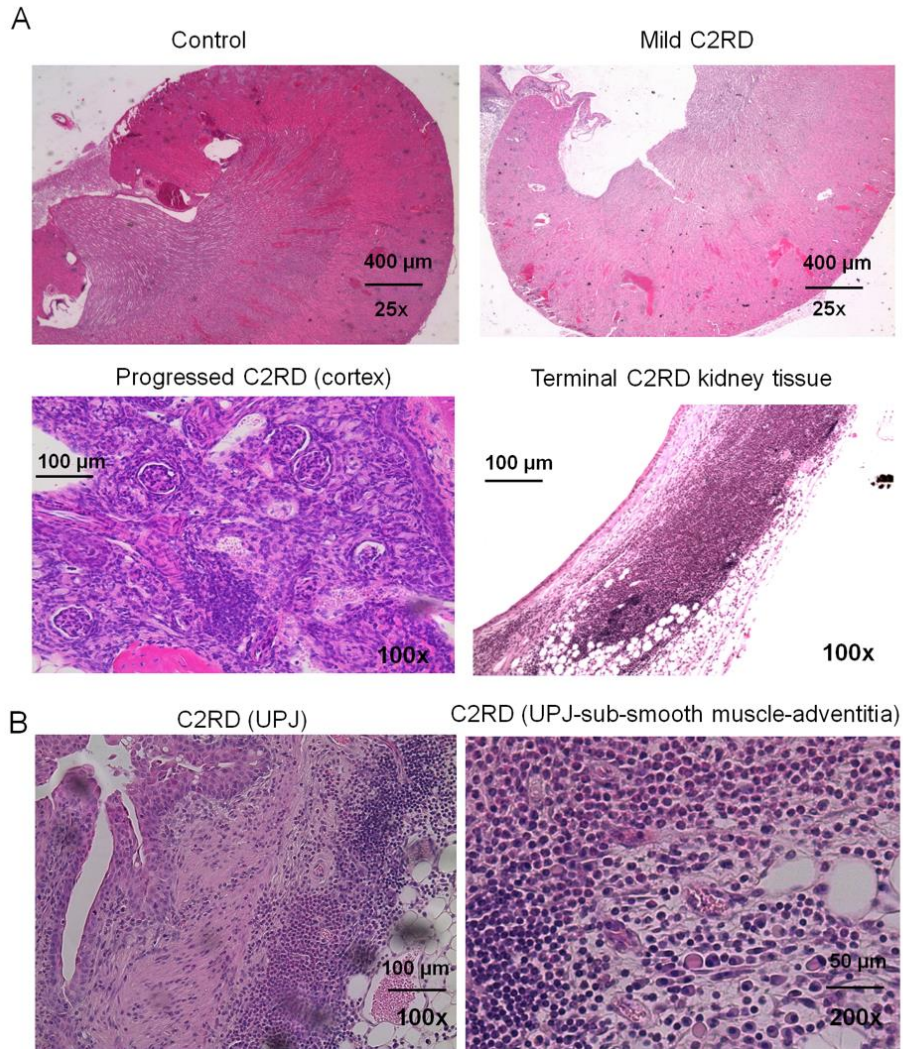 A
Control
Mild C2RD
400 µm
25x
400 µm
25x
Progressed C2RD (cortex)
Terminal C2RD kidney tissue
100 µm
100x
100 µm
100x
B
C2RD (UPJ)
C2RD (UPJ-sub-smooth muscle-adventitia)
100 µm
100x
50 µm
200x